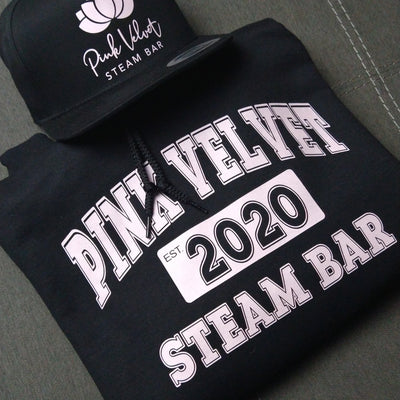 Pink Velvet
STEAM BAR
PINK VELVET
EST. 2020
STEAM BAR